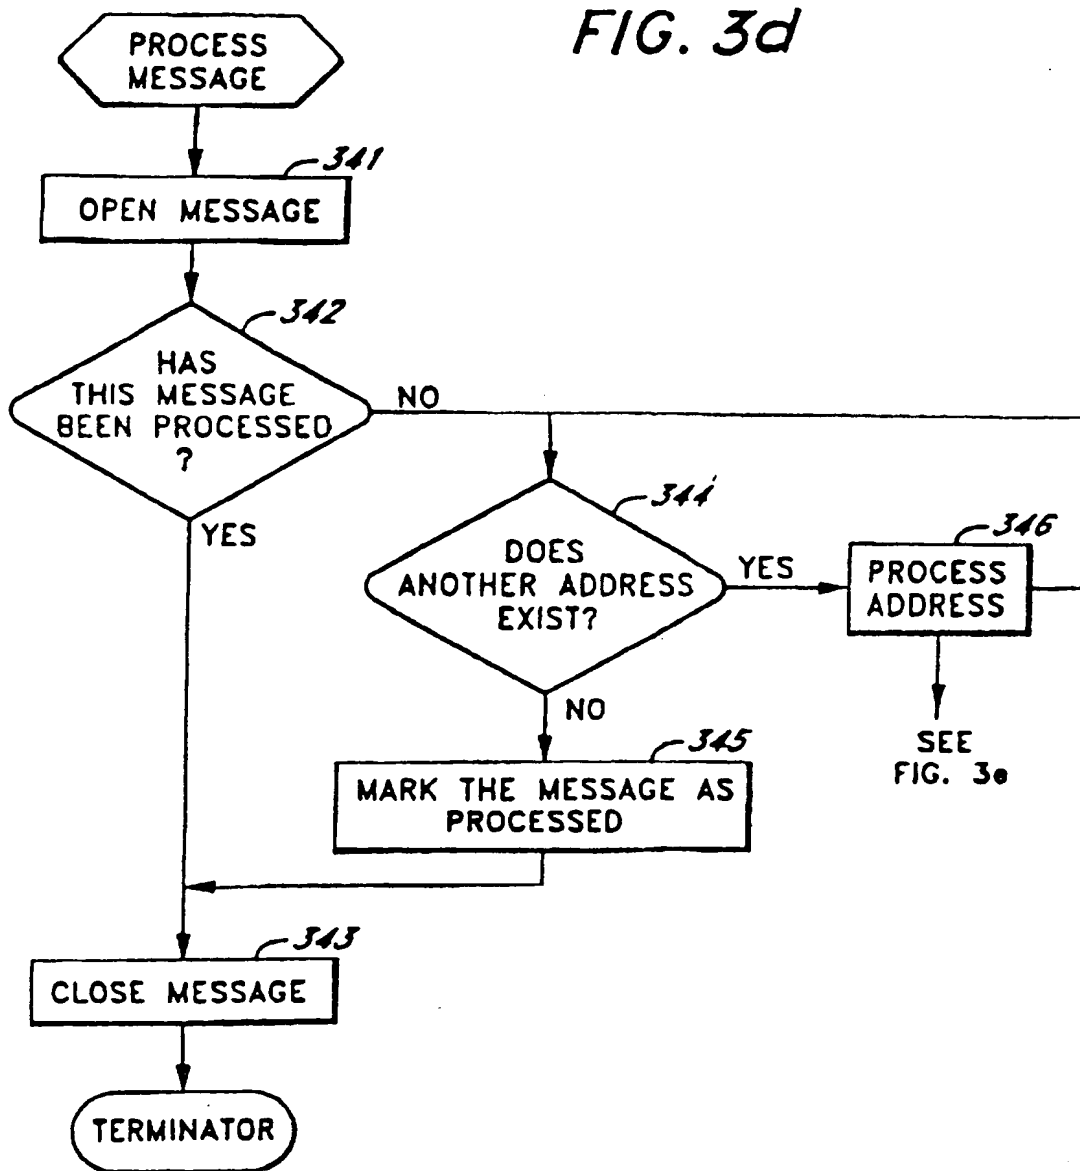 FIG. 3d
PROCESS
MESSAGE
341
OPEN MESSAGE
342
HAS
THIS MESSAGE
BEEN PROCESSED
?
NO
YES
344
DOES
ANOTHER ADDRESS
EXIST?
YES
346
PROCESS
ADDRESS
NO
SEE
FIG. 3e
345
MARK THE MESSAGE AS
PROCESSED
343
CLOSE MESSAGE
TERMINATOR